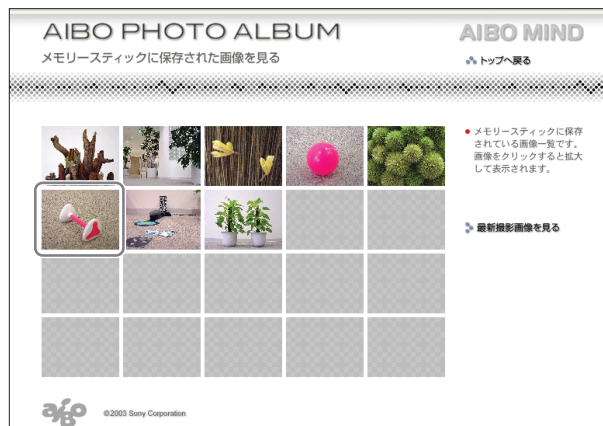 AIBO PHOTO ALBUM
AIBO MIND
メモリースティックに保存された画像を見る
トップへ戻る
メモリースティックに保存
されている画像一覧です。
画像をクリックすると拡大
して表示されます。
最新撮影画像を見る
aibo
©2003 Sony Corporation